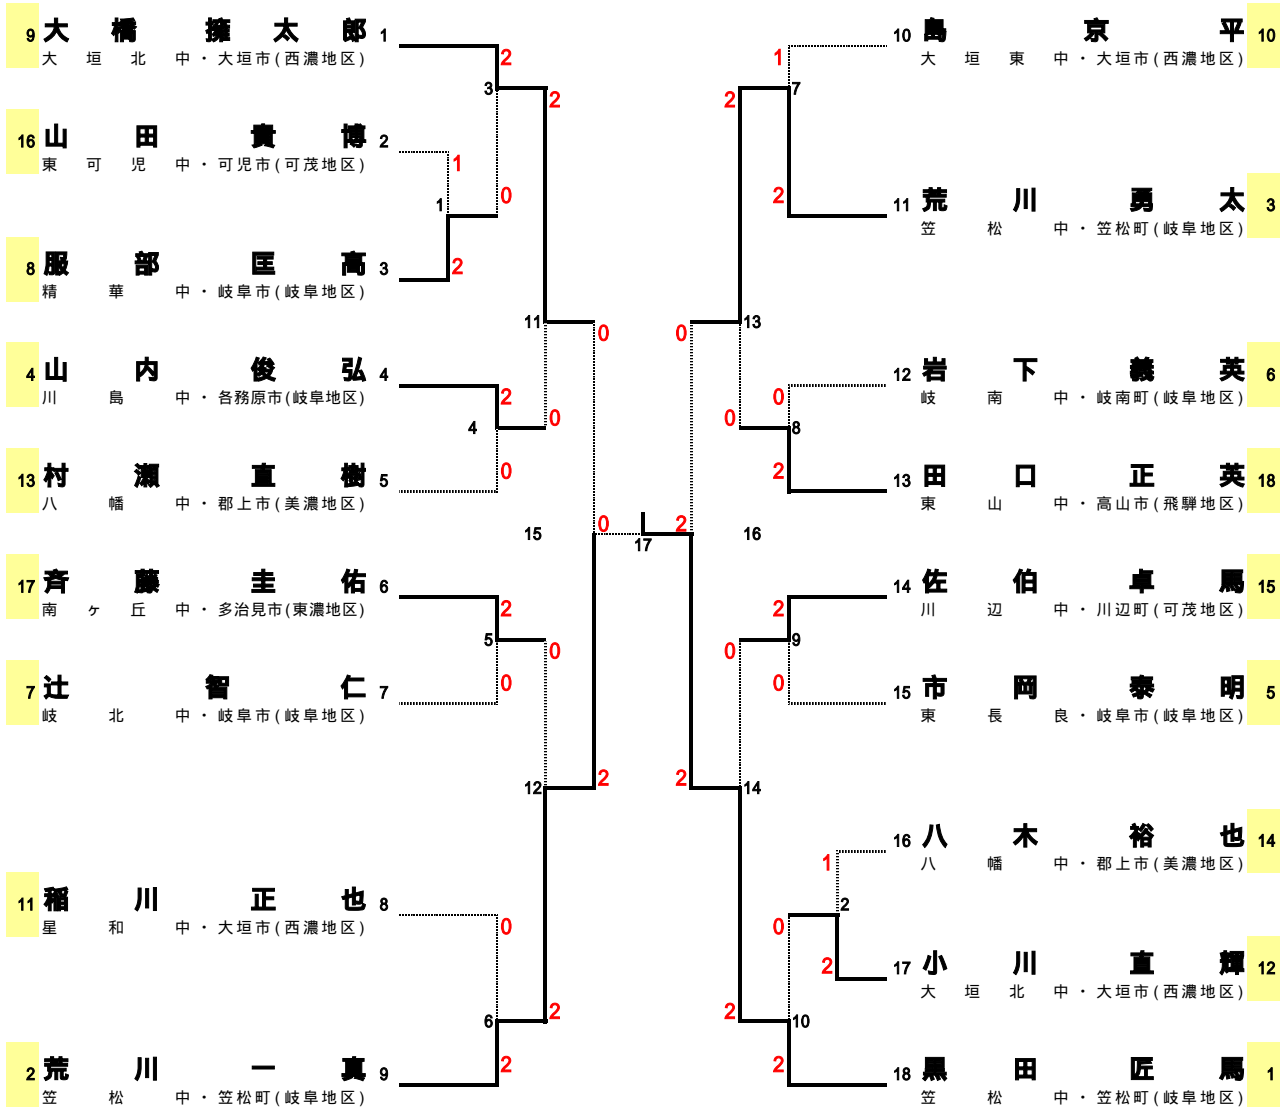 9 大橋擁太郎 1
大垣北中・大垣市(西濃地区)
16 山田貴博 2
東可児中・可児市(可茂地区)
8 服部匡高 3
精華中・岐阜市(岐阜地区)
4 山内俊弘 4
川島中・各務原市(岐阜地区)
13 村瀬直樹 5
八幡中・郡上市(美濃地区)
17 斉藤圭佑 6
南ヶ丘中・多治見市(東濃地区)
7 辻智仁 7
岐北中・岐阜市(岐阜地区)
11 稲川正也 8
星和中・大垣市(西濃地区)
2 荒川一真 9
笠松中・笠松町(岐阜地区)
2
3
2
1
1
0
2
11
0
2
4
0
0
15
0
2
5
0
0
12
2
0
6
2
2
17
10 島京平 10
大垣東中・大垣市(西濃地区)
11 荒川勇太 3
笠松中・笠松町(岐阜地区)
12 岩下義英 6
岐南中・岐南町(岐阜地区)
13 田口正英 18
東山中・高山市(飛騨地区)
14 佐伯卓馬 15
川辺中・川辺町(可茂地区)
15 市岡泰明 5
東長良・岐阜市(岐阜地区)
16 八木裕也 14
八幡中・郡上市(美濃地区)
17 小川直輝 12
大垣北中・大垣市(西濃地区)
18 黒田匠馬 1
笠松中・笠松町(岐阜地区)
1
7
2
2
0
13
0
0
8
2
2
16
2
9
0
0
2
14
1
2
0
2
2
10
2